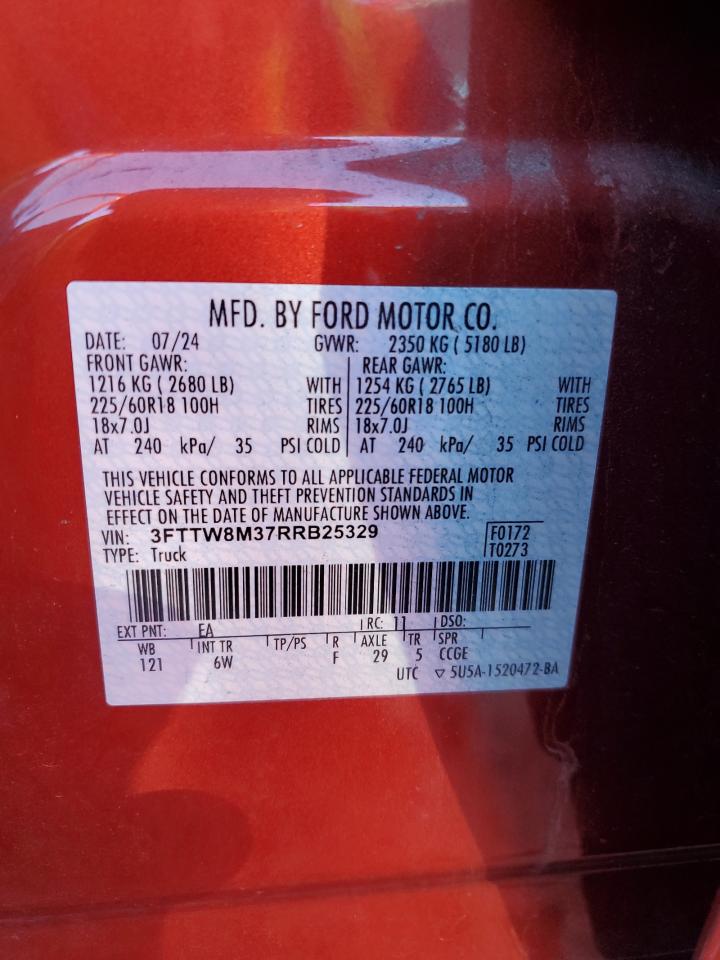 MFD. BY FORD MOTOR CO.
DATE: 07/24 GVWR: 2350 KG ( 5180 LB)
FRONT GAWR: REAR GAWR:
1216 KG ( 2680 LB) WITH 1254 KG ( 2765 LB) WITH
225/60R18 100H TIRES 225/60R18 100H TIRES
18x7.0J RIMS 18x7.0J RIMS
AT 240 kPa/ 35 PSI COLD AT 240 kPa/ 35 PSI COLD
THIS VEHICLE CONFORMS TO ALL APPLICABLE FEDERAL MOTOR
VEHICLE SAFETY AND THEFT PREVENTION STANDARDS IN
EFFECT ON THE DATE OF MANUFACTURE SHOWN ABOVE.
VIN: 3FTTW8M37RRB25329 F0172
TYPE: Truck T0273
EXT PNT: EA RC: 11 DSO:
WB INT TR TP/PS R AXLE TR SPR
121 6W F 29 5 CCGE
UTC ▽ 5U5A-1520472-BA